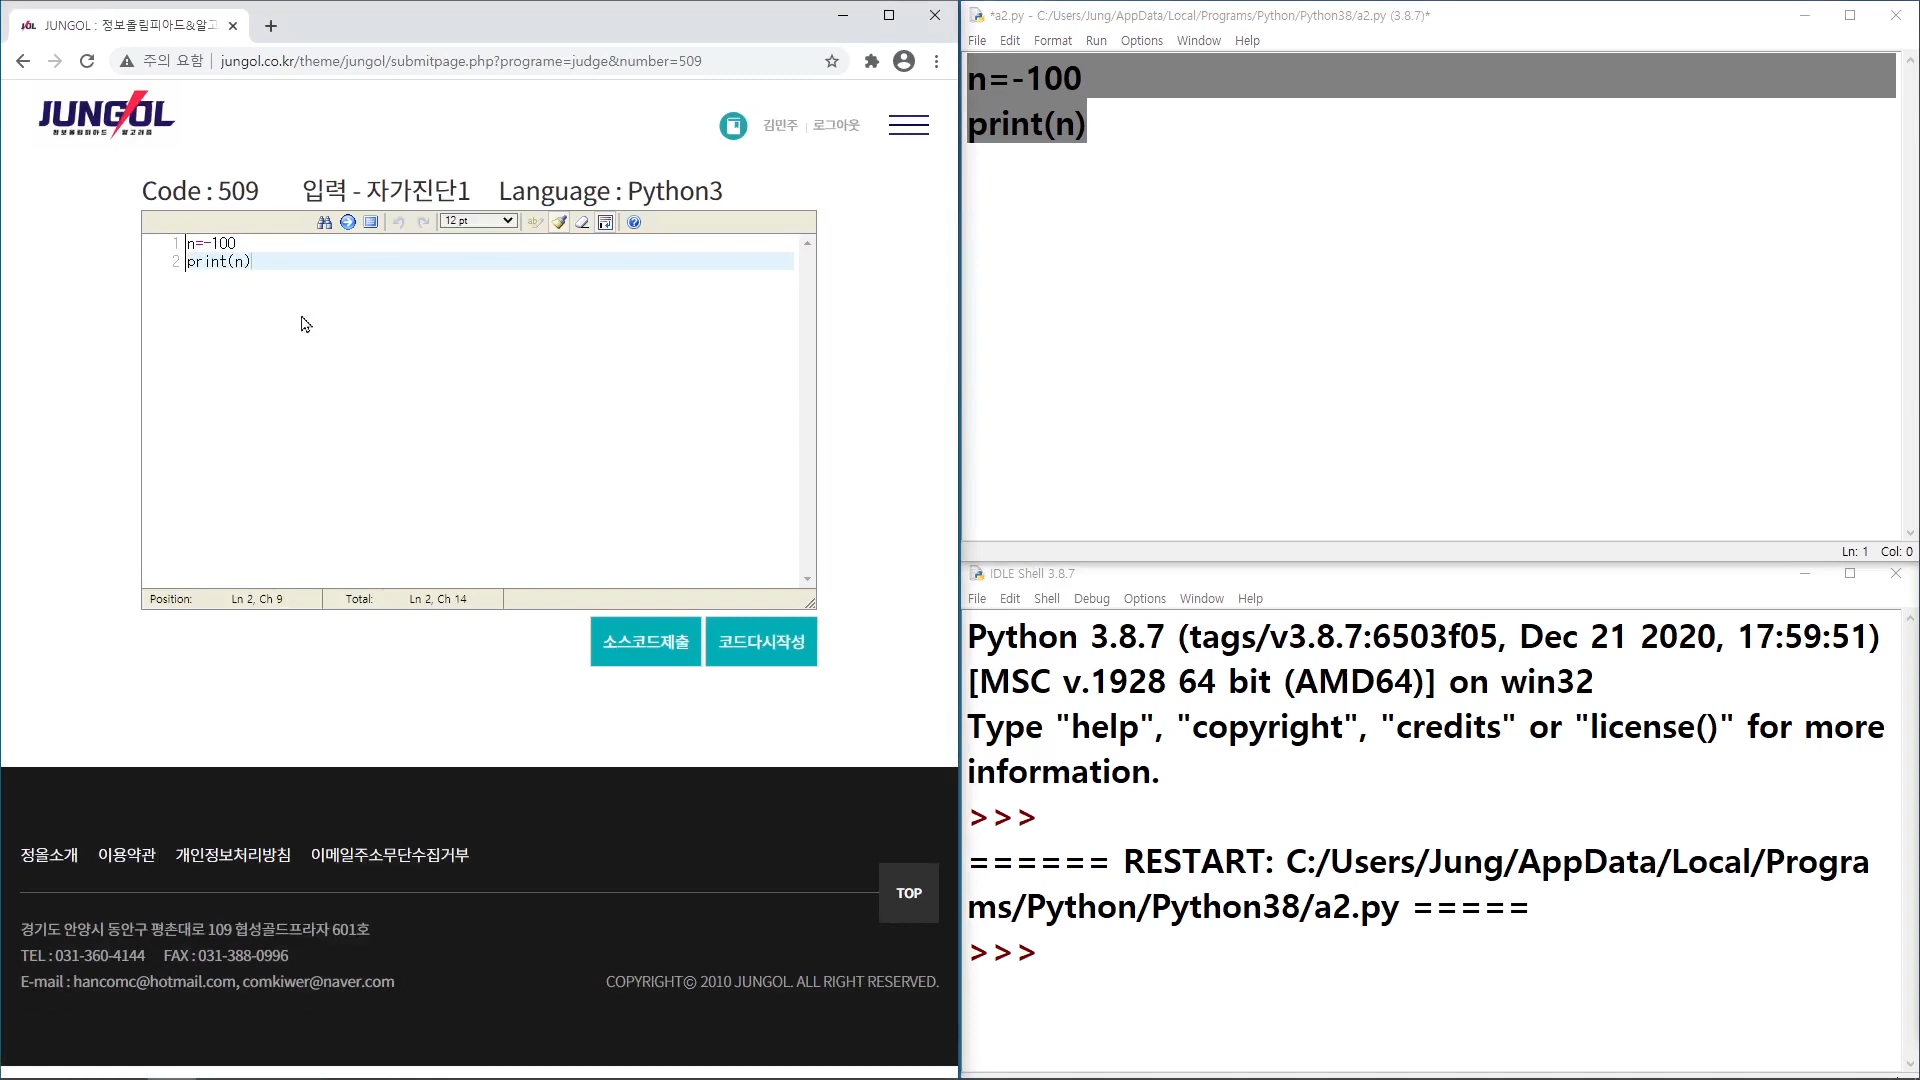 JUNGOL : 정보올림피아드&알고
주의 요함
jungol.co.kr/theme/jungol/submitpage.php?programe=judge&number=509
JUNGOL
정보올림피아드 알고리즘
김민주 | 로그아웃
Code : 509 입력 - 자가진단1 Language : Python3
12 pt
1 n=-100
2 print(n)
Position: Ln 2, Ch 9 Total: Ln 2, Ch 14
소스코드제출 코드다시작성
정올소개 이용약관 개인정보처리방침 이메일주소무단수집거부
TOP
경기도 안양시 동안구 평촌대로 109 협성골드프라자 601호
TEL : 031-360-4144 FAX : 031-388-0996
E-mail : hancomc@hotmail.com, comkiwer@naver.com
COPYRIGHT© 2010 JUNGOL. ALL RIGHT RESERVED.
*a2.py - C:/Users/Jung/AppData/Local/Programs/Python/Python38/a2.py (3.8.7)*
File Edit Format Run Options Window Help
n=-100
print(n)
Ln: 1 Col: 0
IDLE Shell 3.8.7
File Edit Shell Debug Options Window Help
Python 3.8.7 (tags/v3.8.7:6503f05, Dec 21 2020, 17:59:51)
[MSC v.1928 64 bit (AMD64)] on win32
Type "help", "copyright", "credits" or "license()" for more
information.
>>>
====== RESTART: C:/Users/Jung/AppData/Local/Progra
ms/Python/Python38/a2.py =====
>>>